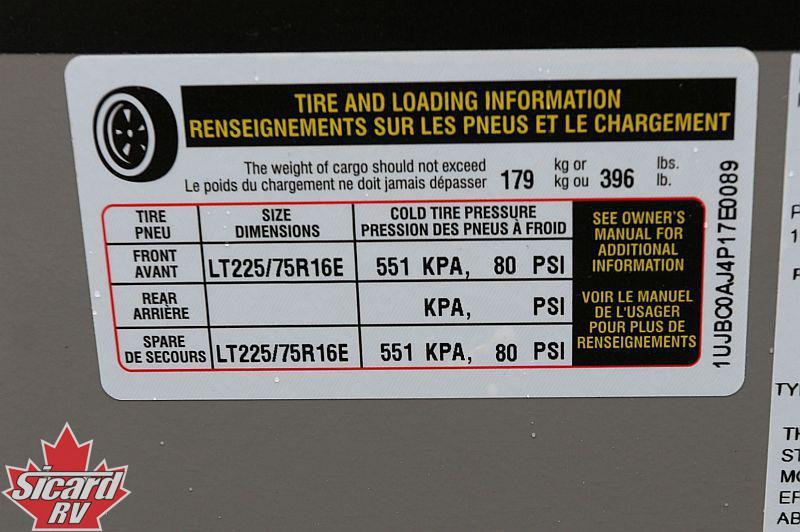 TIRE AND LOADING INFORMATION
RENSEIGNEMENTS SUR LES PNEUS ET LE CHARGEMENT
The weight of cargo should not exceed 179 kg or 396 lbs.
Le poids du chargement ne doit jamais dépasser kg ou lb.
TIRE SIZE COLD TIRE PRESSURE
PNEU DIMENSIONS PRESSION DES PNEUS À FROID
FRONT
AVANT LT225/75R16E 551 KPA, 80 PSI
REAR
ARRIÈRE KPA, PSI
SPARE
DE SECOURS LT225/75R16E 551 KPA, 80 PSI
SEE OWNER'S
MANUAL FOR
ADDITIONAL
INFORMATION
VOIR LE MANUEL
DE L'USAGER
POUR PLUS DE
RENSEIGNEMENTS
1UJBC0AJ4P17E0089
Sicard
RV